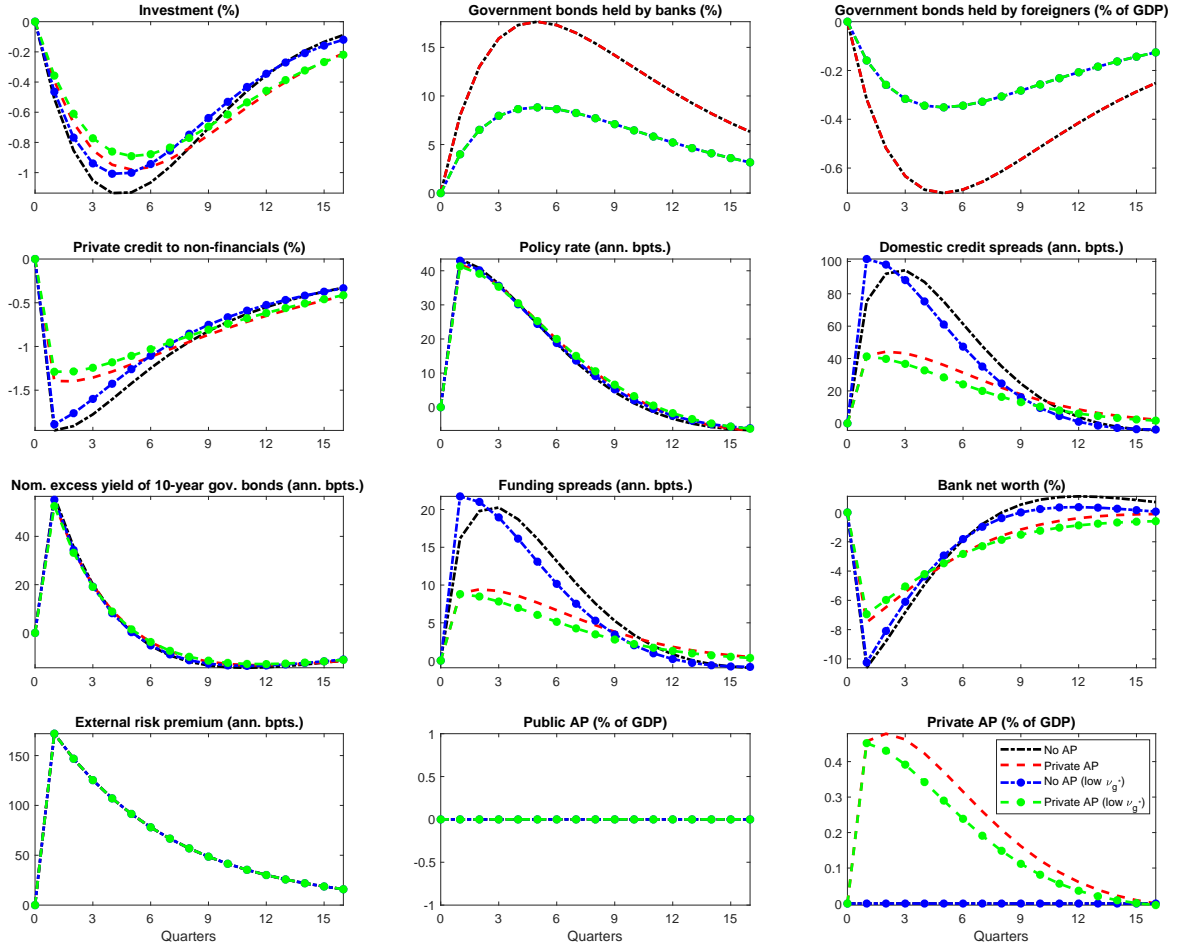 Investment (%)
0
-0.2
-0.4
-0.6
-0.8
-1
0 3 6 9 12 15
Government bonds held by banks (%)
15
10
5
0
0 3 6 9 12 15
Government bonds held by foreigners (% of GDP)
0
-0.2
-0.4
-0.6
0 3 6 9 12 15
Private credit to non-financials (%)
0
-0.5
-1
-1.5
0 3 6 9 12 15
Policy rate (ann. bpts.)
40
30
20
10
0
0 3 6 9 12 15
Domestic credit spreads (ann. bpts.)
100
80
60
40
20
0
0 3 6 9 12 15
Nom. excess yield of 10-year gov. bonds (ann. bpts.)
40
20
0
0 3 6 9 12 15
Funding spreads (ann. bpts.)
20
15
10
5
0
0 3 6 9 12 15
Bank net worth (%)
0
-2
-4
-6
-8
-10
0 3 6 9 12 15
External risk premium (ann. bpts.)
150
100
50
0
0 3 6 9 12 15
Quarters
Public AP (% of GDP)
1
0.5
0
-0.5
-1
0 3 6 9 12 15
Quarters
Private AP (% of GDP)
0.4
0.3
0.2
0.1
0
0 3 6 9 12 15
Quarters
No AP
Private AP
No AP (low ν_g*)
Private AP (low ν_g*)